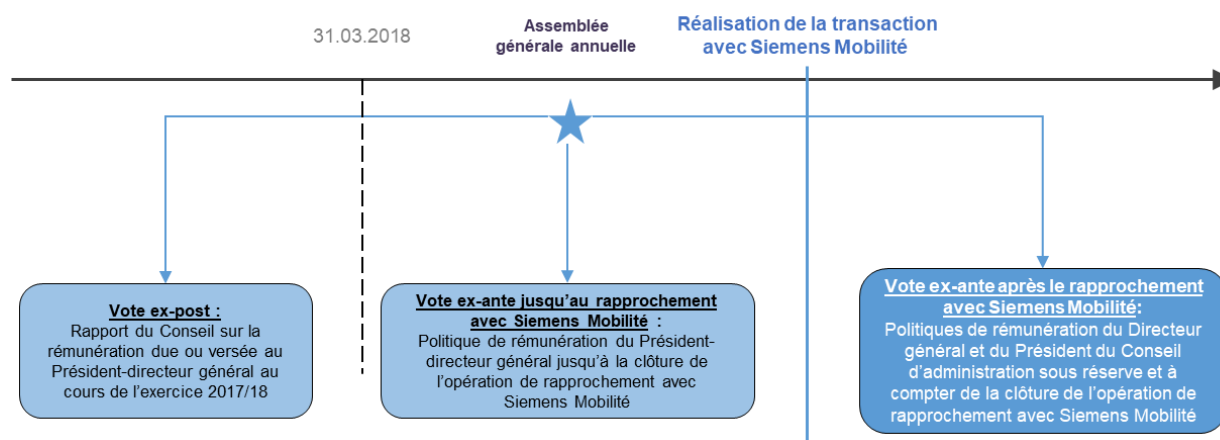 31.03.2018
Assemblée
générale annuelle
Réalisation de la transaction
avec Siemens Mobilité
Vote ex-post :
Rapport du Conseil sur la
rémunération due ou versée au
Président-directeur général au
cours de l'exercice 2017/18
Vote ex-ante jusqu'au rapprochement
avec Siemens Mobilité :
Politique de rémunération du Président-
directeur général jusqu'à la clôture de
l'opération de rapprochement avec
Siemens Mobilité
Vote ex-ante après le rapprochement
avec Siemens Mobilité:
Politiques de rémunération du Directeur
général et du Président du Conseil
d'administration sous réserve et à
compter de la clôture de l'opération de
rapprochement avec Siemens Mobilité